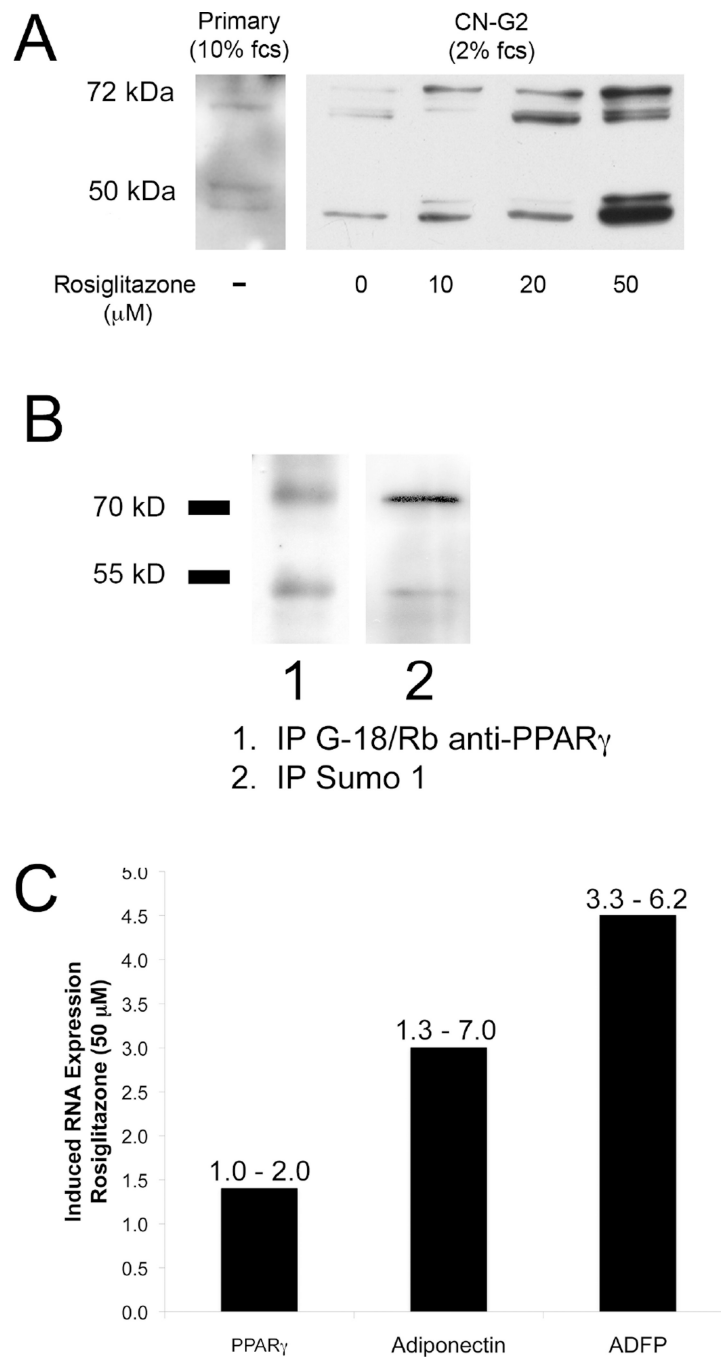 A
Primary
(10% fcs)
CN-G2
(2% fcs)
72 kDa
50 kDa
Rosiglitazone
(μM)
- 0 10 20 50
B
70 kD
55 kD
1 2
1. IP G-18/Rb anti-PPARγ
2. IP Sumo 1
C
Induced RNA Expression
Rosiglitazone (50 μM)
5.0
4.5
4.0
3.5
3.0
2.5
2.0
1.5
1.0
0.5
0.0
1.0 - 2.0
1.3 - 7.0
3.3 - 6.2
PPARγ
Adiponectin
ADFP